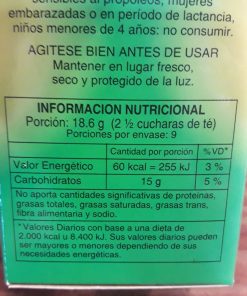 sensibles al propóleos, mujeres
embarazadas o en período de lactancia,
niños menores de 4 años: no consumir.
AGITESE BIEN ANTES DE USAR
Mantener en lugar fresco,
seco y protegido de la luz.
INFORMACION NUTRICIONAL
Porción: 18.6 g (2 ½ cucharas de té)
Porciones por envase: 9
Cantidad por porción %VD*
Valor Energético 60 kcal = 255 kJ 3 %
Carbohidratos 15 g 5 %
No aporta cantidades significativas de proteínas,
grasas totales, grasas saturadas, grasas trans,
fibra alimentaria y sodio.
*Valores Diarios con base a una dieta de
2.000 kcal u 8.400 kJ. Sus valores diarios pueden
ser mayores o menores dependiendo de sus
necesidades energéticas.